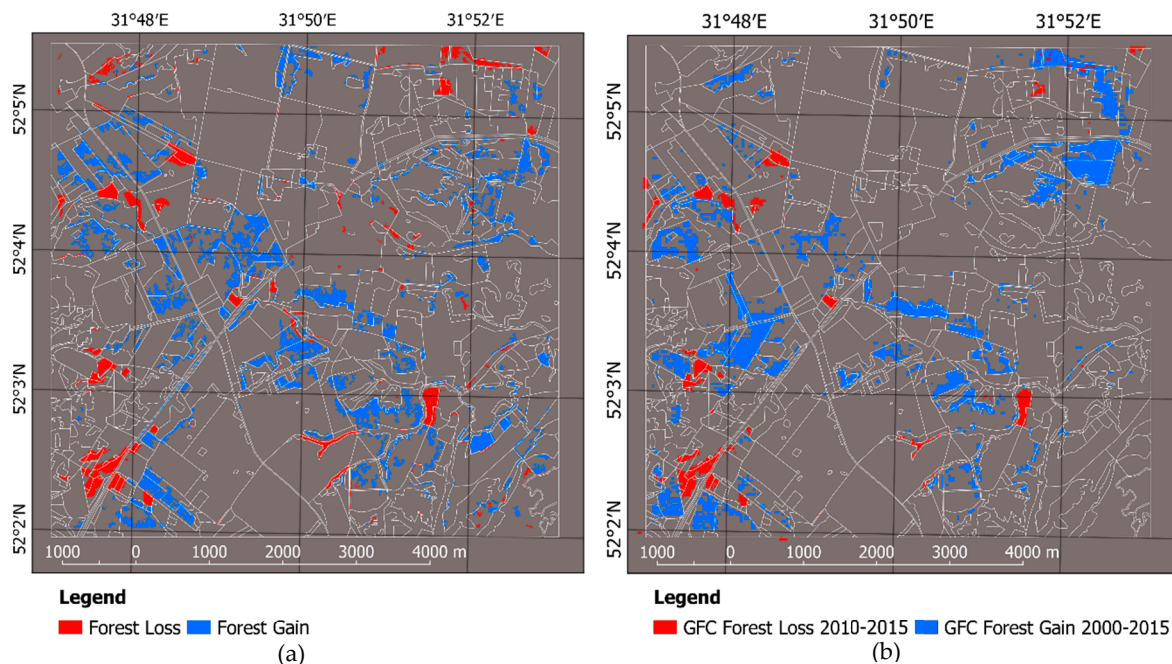 31°48′E 31°50′E 31°52′E
31°48′E 31°50′E 31°52′E
52°5′N
52°4′N
52°3′N
52°2′N
52°5′N
52°4′N
52°3′N
52°2′N
1000 0 1000 2000 3000 4000 m
1000 0 1000 2000 3000 4000 m
Legend
Forest Loss Forest Gain
(a)
Legend
GFC Forest Loss 2010-2015 GFC Forest Gain 2000-2015
(b)